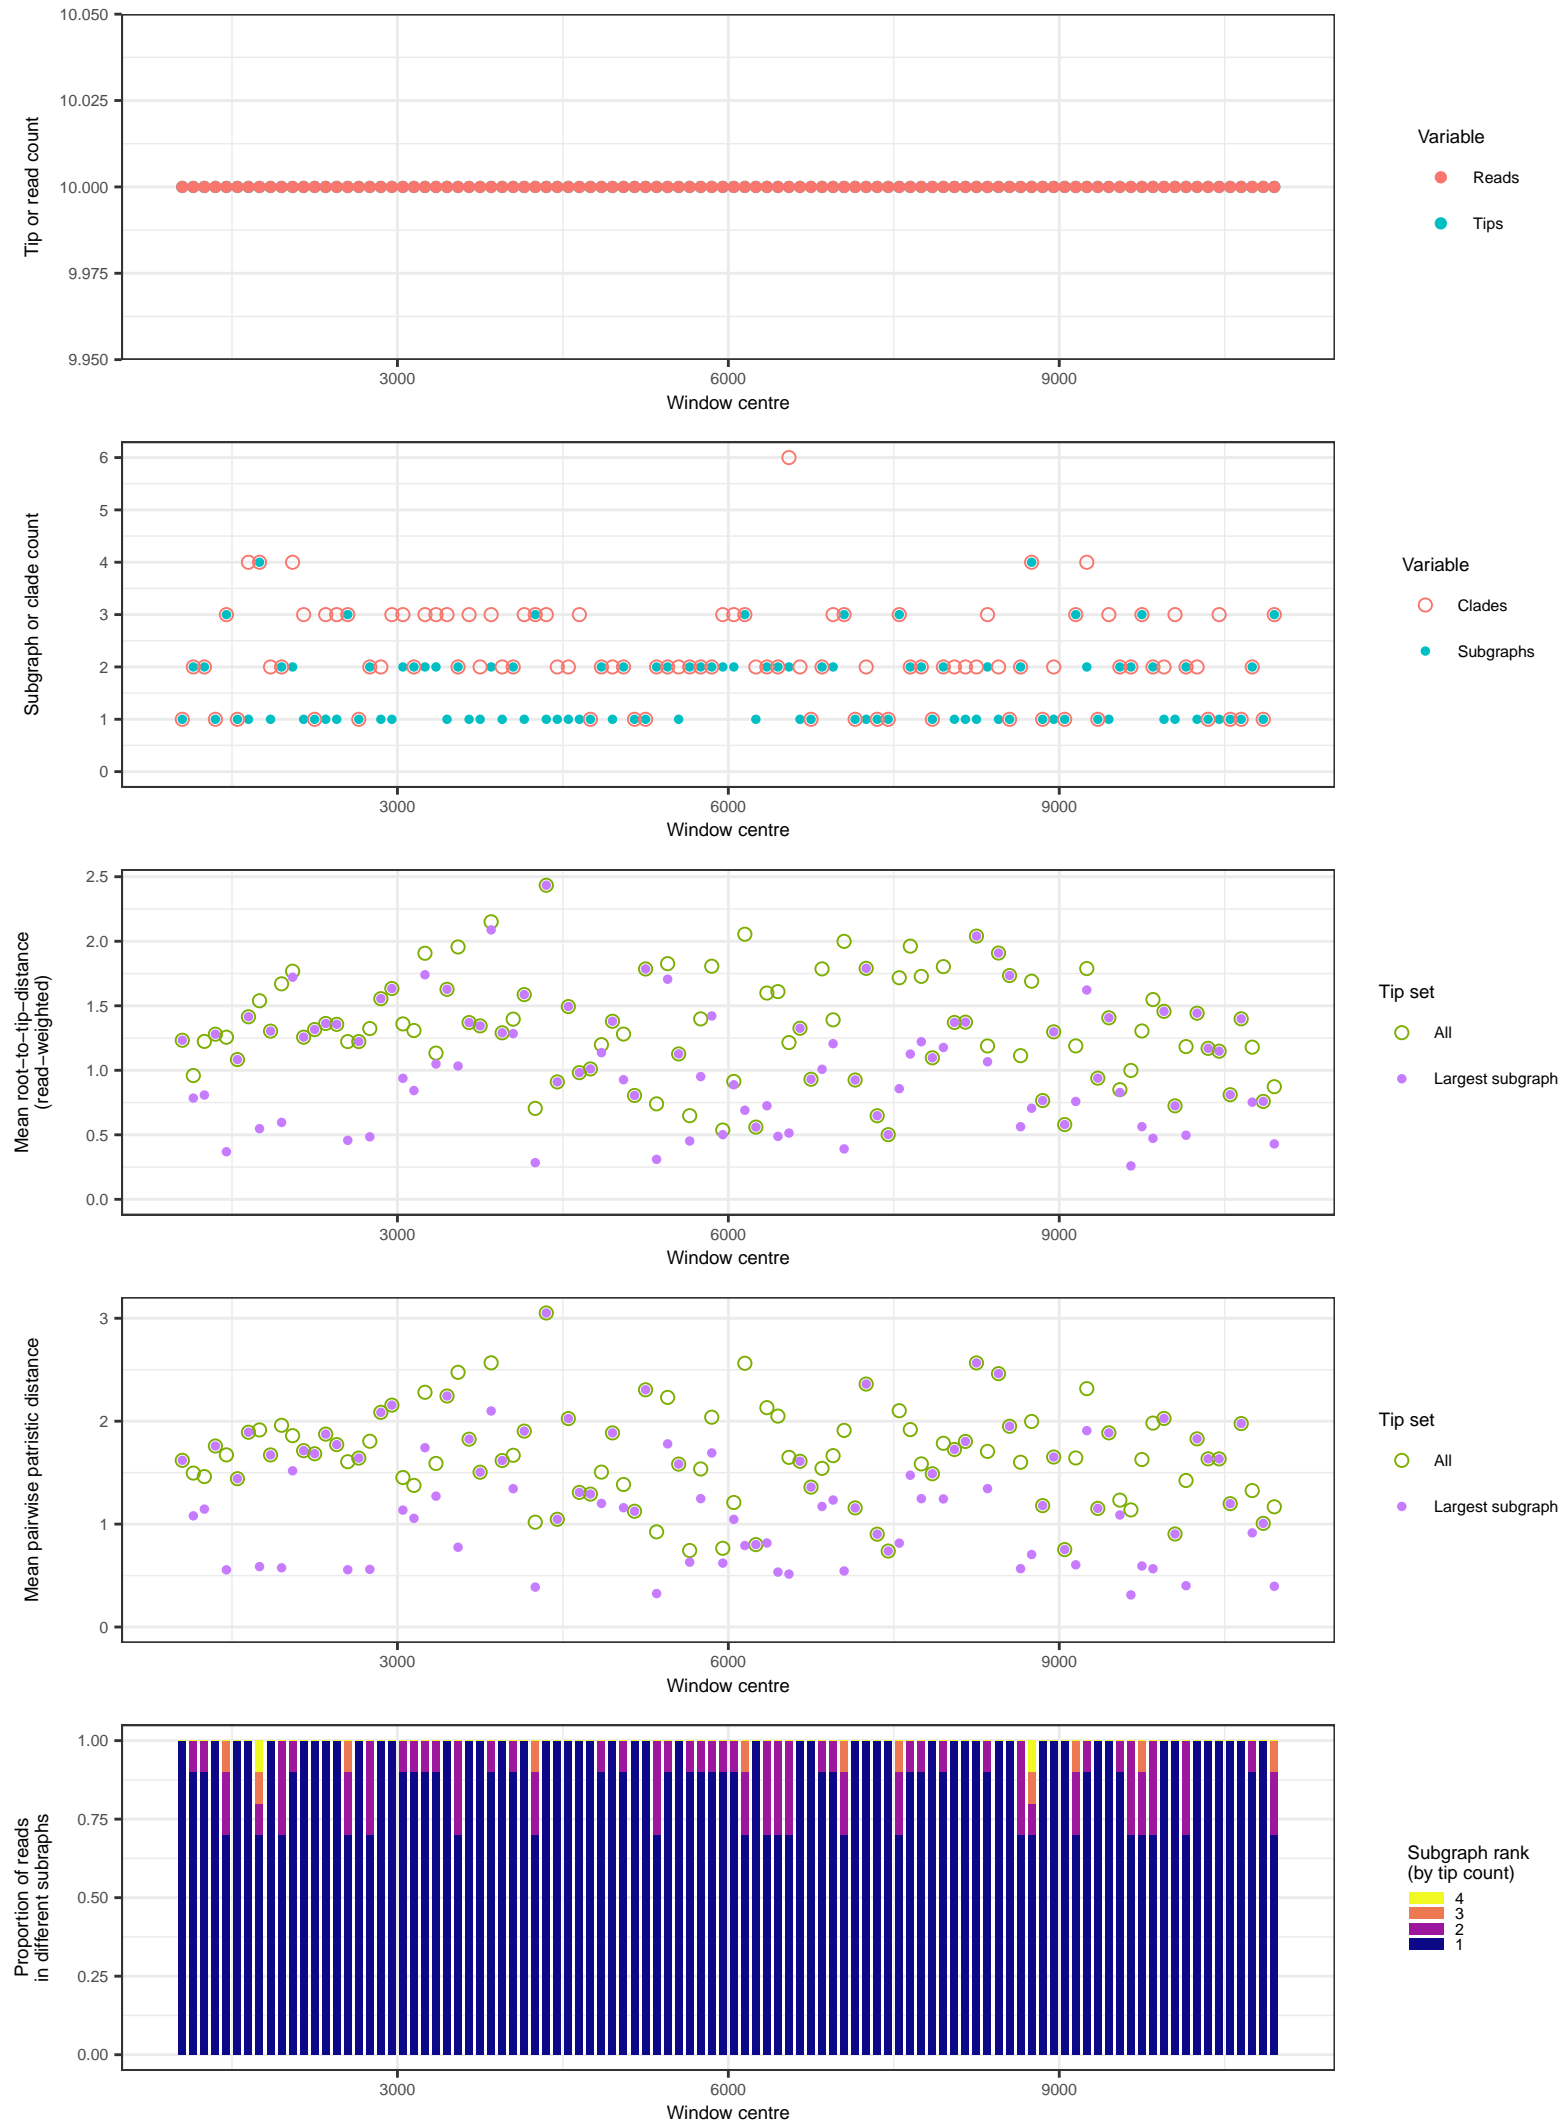 10.050
10.025
10.000
9.975
9.950
Tip or read count
3000 6000 9000
Window centre
Variable
Reads
Tips
6
5
4
3
2
1
0
Subgraph or clade count
3000 6000 9000
Window centre
Variable
Clades
Subgraphs
2.5
2.0
1.5
1.0
0.5
0.0
Mean root−to−tip−distance
(read−weighted)
3000 6000 9000
Window centre
Tip set
All
Largest subgraph
3
2
1
0
Mean pairwise patristic distance
3000 6000 9000
Window centre
Tip set
All
Largest subgraph
1.00
0.75
0.50
0.25
0.00
Proportion of reads
in different subraphs
3000 6000 9000
Window centre
Subgraph rank
(by tip count)
4
3
2
1